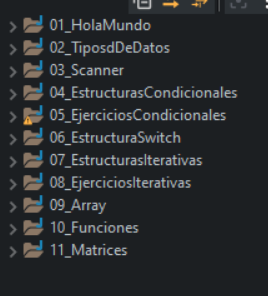 01_HolaMundo
02_TiposdDeDatos
03_Scanner
04_EstructurasCondicionales
05_EjerciciosCondicionales
06_EstructuraSwitch
07_EstructurasIterativas
08_EjerciciosIterativas
09_Array
10_Funciones
11_Matrices